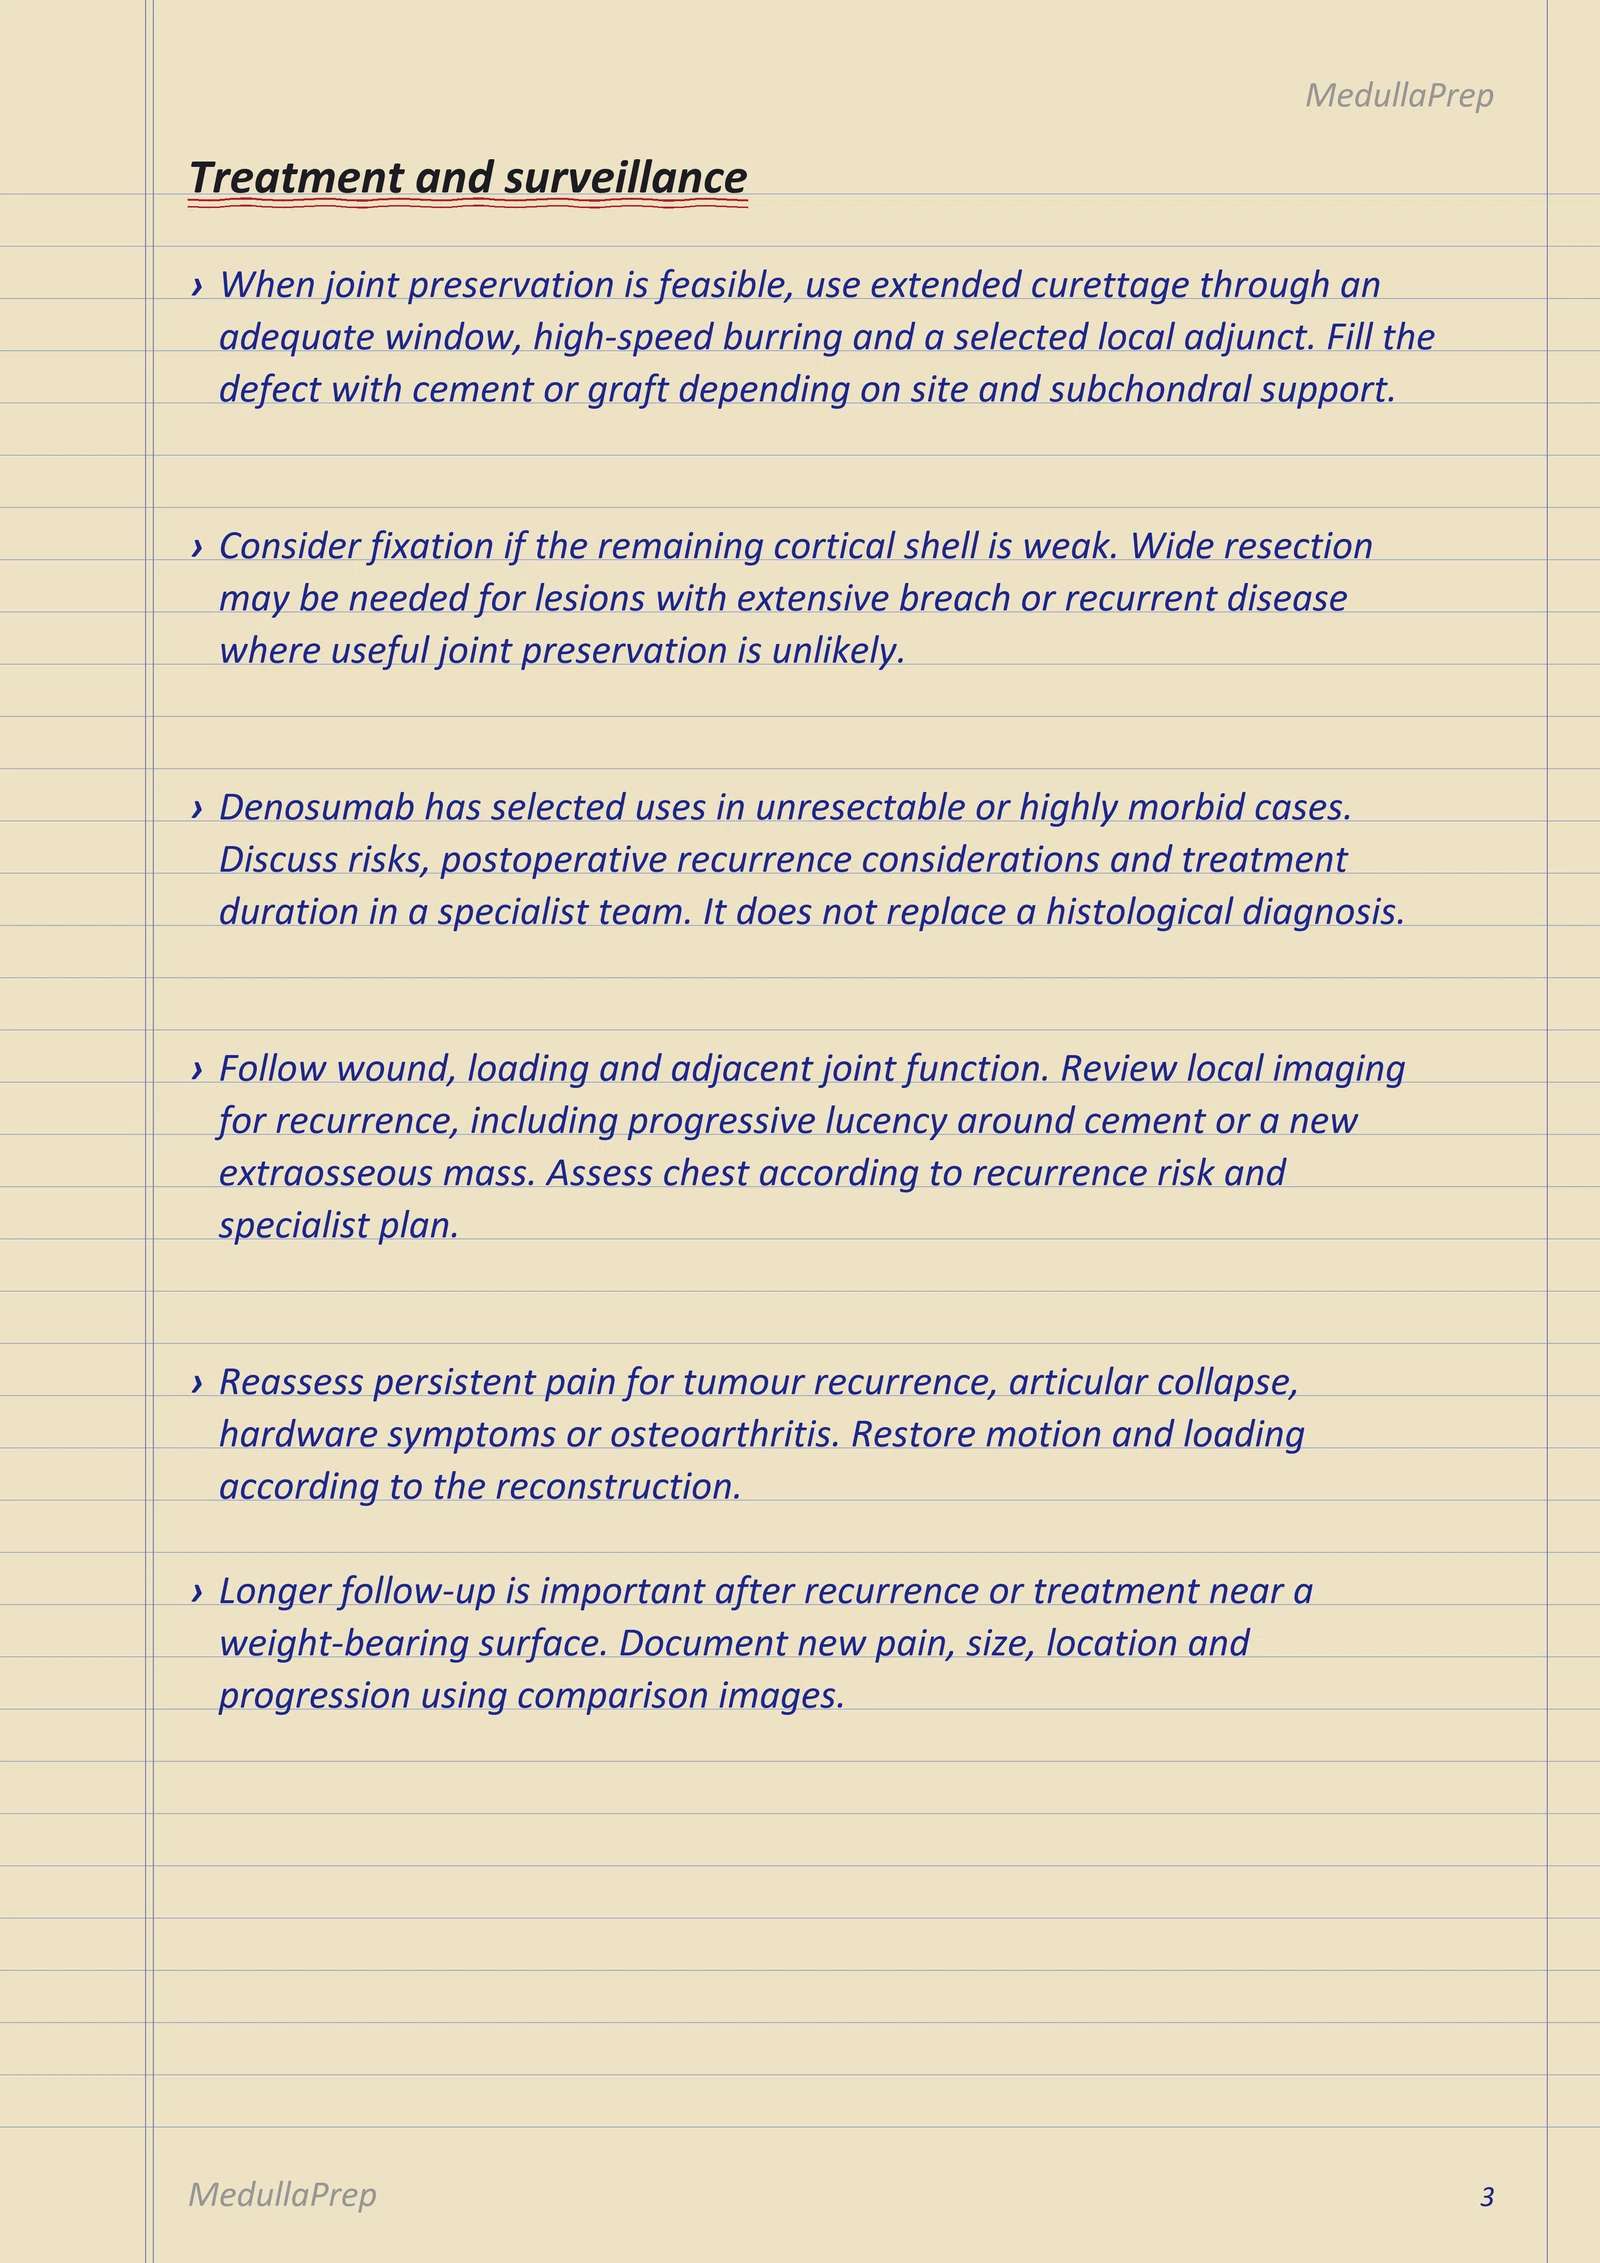 MedullaPrep
Treatment and surveillance
› When joint preservation is feasible, use extended curettage through an
adequate window, high-speed burring and a selected local adjunct. Fill the
defect with cement or graft depending on site and subchondral support.
› Consider fixation if the remaining cortical shell is weak. Wide resection
may be needed for lesions with extensive breach or recurrent disease
where useful joint preservation is unlikely.
› Denosumab has selected uses in unresectable or highly morbid cases.
Discuss risks, postoperative recurrence considerations and treatment
duration in a specialist team. It does not replace a histological diagnosis.
› Follow wound, loading and adjacent joint function. Review local imaging
for recurrence, including progressive lucency around cement or a new
extraosseous mass. Assess chest according to recurrence risk and
specialist plan.
› Reassess persistent pain for tumour recurrence, articular collapse,
hardware symptoms or osteoarthritis. Restore motion and loading
according to the reconstruction.
› Longer follow-up is important after recurrence or treatment near a
weight-bearing surface. Document new pain, size, location and
progression using comparison images.
MedullaPrep
3